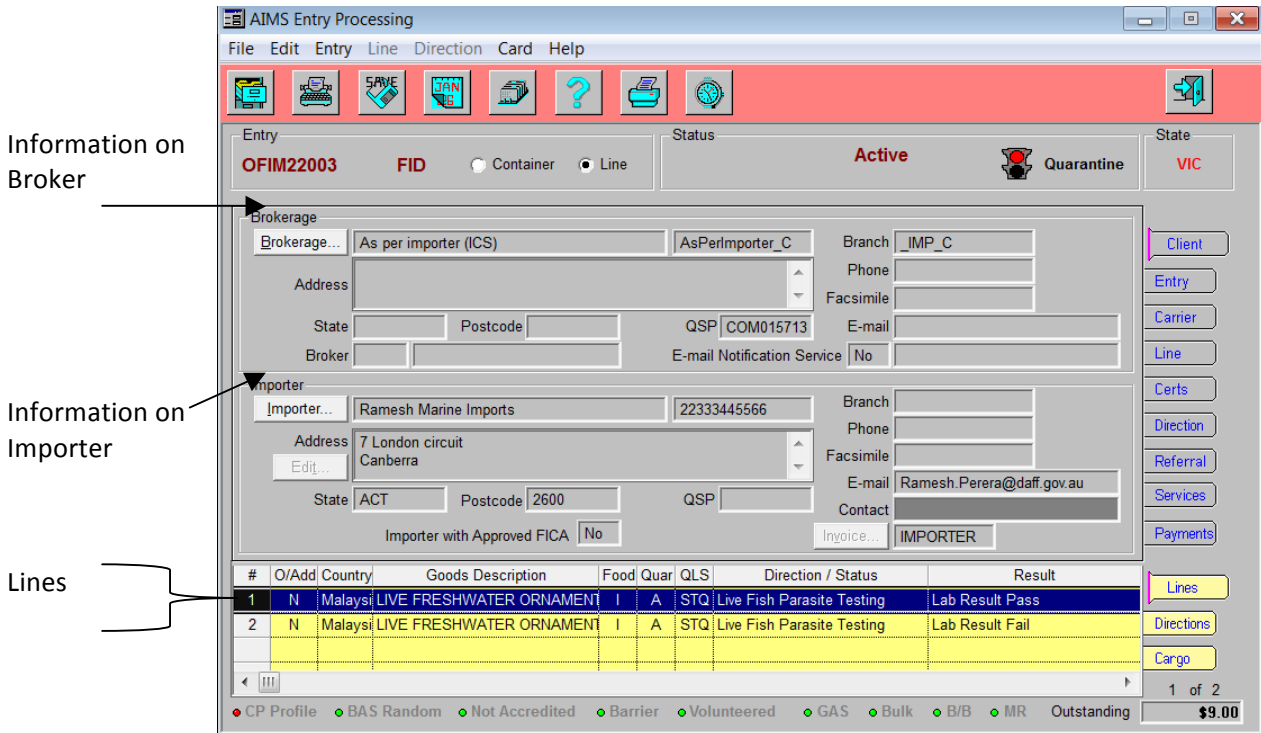 AIMS Entry Processing
File Edit Entry Line Direction Card Help
SAVE
JAN
Entry
OFIM22003 FID Container Line
Status
Active Quarantine
State
VIC
Information on
Broker
Brokerage
Brokerage... As per importer (ICS) AsPerImporter_C Branch _IMP_C
Address
Phone
Facsimile
State Postcode QSP COM015713 E-mail
Broker E-mail Notification Service No
Information on
Importer
Importer
Importer... Ramesh Marine Imports 22333445566 Branch
Address 7 London circuit
Canberra
Edit...
Phone
Facsimile
E-mail Ramesh.Perera@daff.gov.au
State ACT Postcode 2600 QSP Contact
Importer with Approved FICA No Invoice... IMPORTER
Client
Entry
Carrier
Line
Certs
Direction
Referral
Services
Payments
Lines
# O/Add Country Goods Description Food Quar QLS Direction / Status Result
1 N Malaysi LIVE FRESHWATER ORNAMENT I A STQ Live Fish Parasite Testing Lab Result Pass
2 N Malaysi LIVE FRESHWATER ORNAMENT I A STQ Live Fish Parasite Testing Lab Result Fail
Lines
Directions
Cargo
1 of 2
CP Profile BAS Random Not Accredited Barrier Volunteered GAS Bulk B/B MR Outstanding $9.00